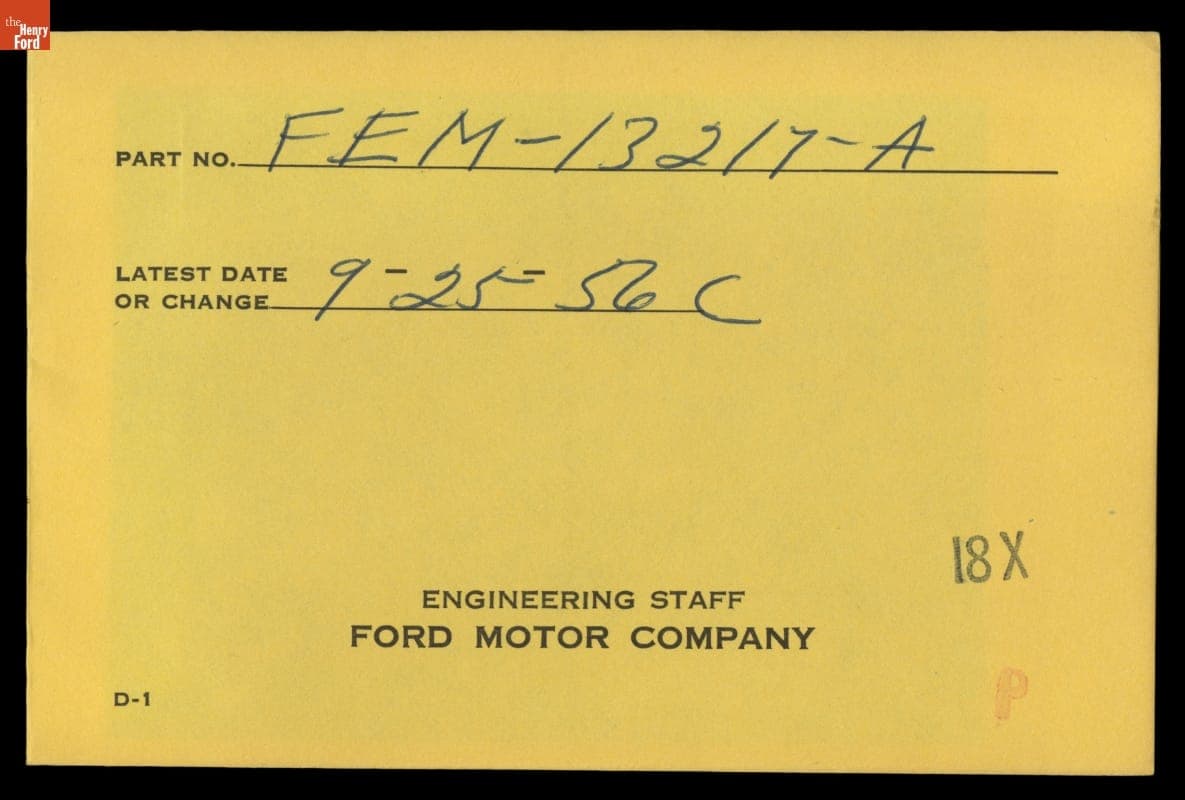 the
Henry
Ford
PART NO. FEM-13217-A
LATEST DATE
OR CHANGE 9-25-56 C
18X
ENGINEERING STAFF
FORD MOTOR COMPANY
D-1
P